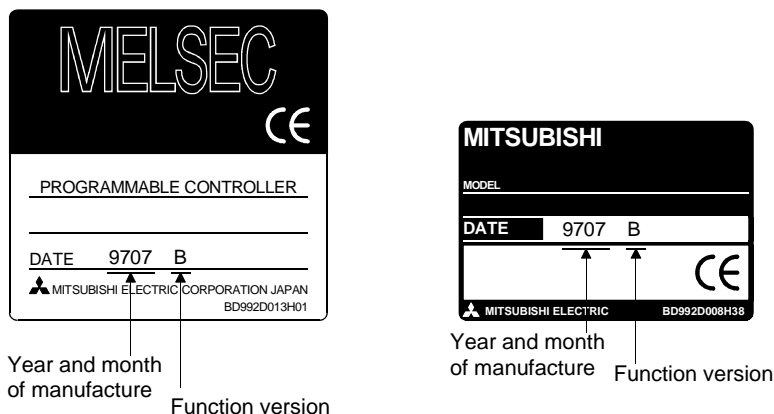 MELSEC
CE
PROGRAMMABLE CONTROLLER
DATE 9707 B
MITSUBISHI ELECTRIC CORPORATION JAPAN
BD992D013H01
Year and month
of manufacture
Function version
MITSUBISHI
MODEL
DATE 9707 B
CE
MITSUBISHI ELECTRIC BD992D008H38
Year and month
of manufacture
Function version